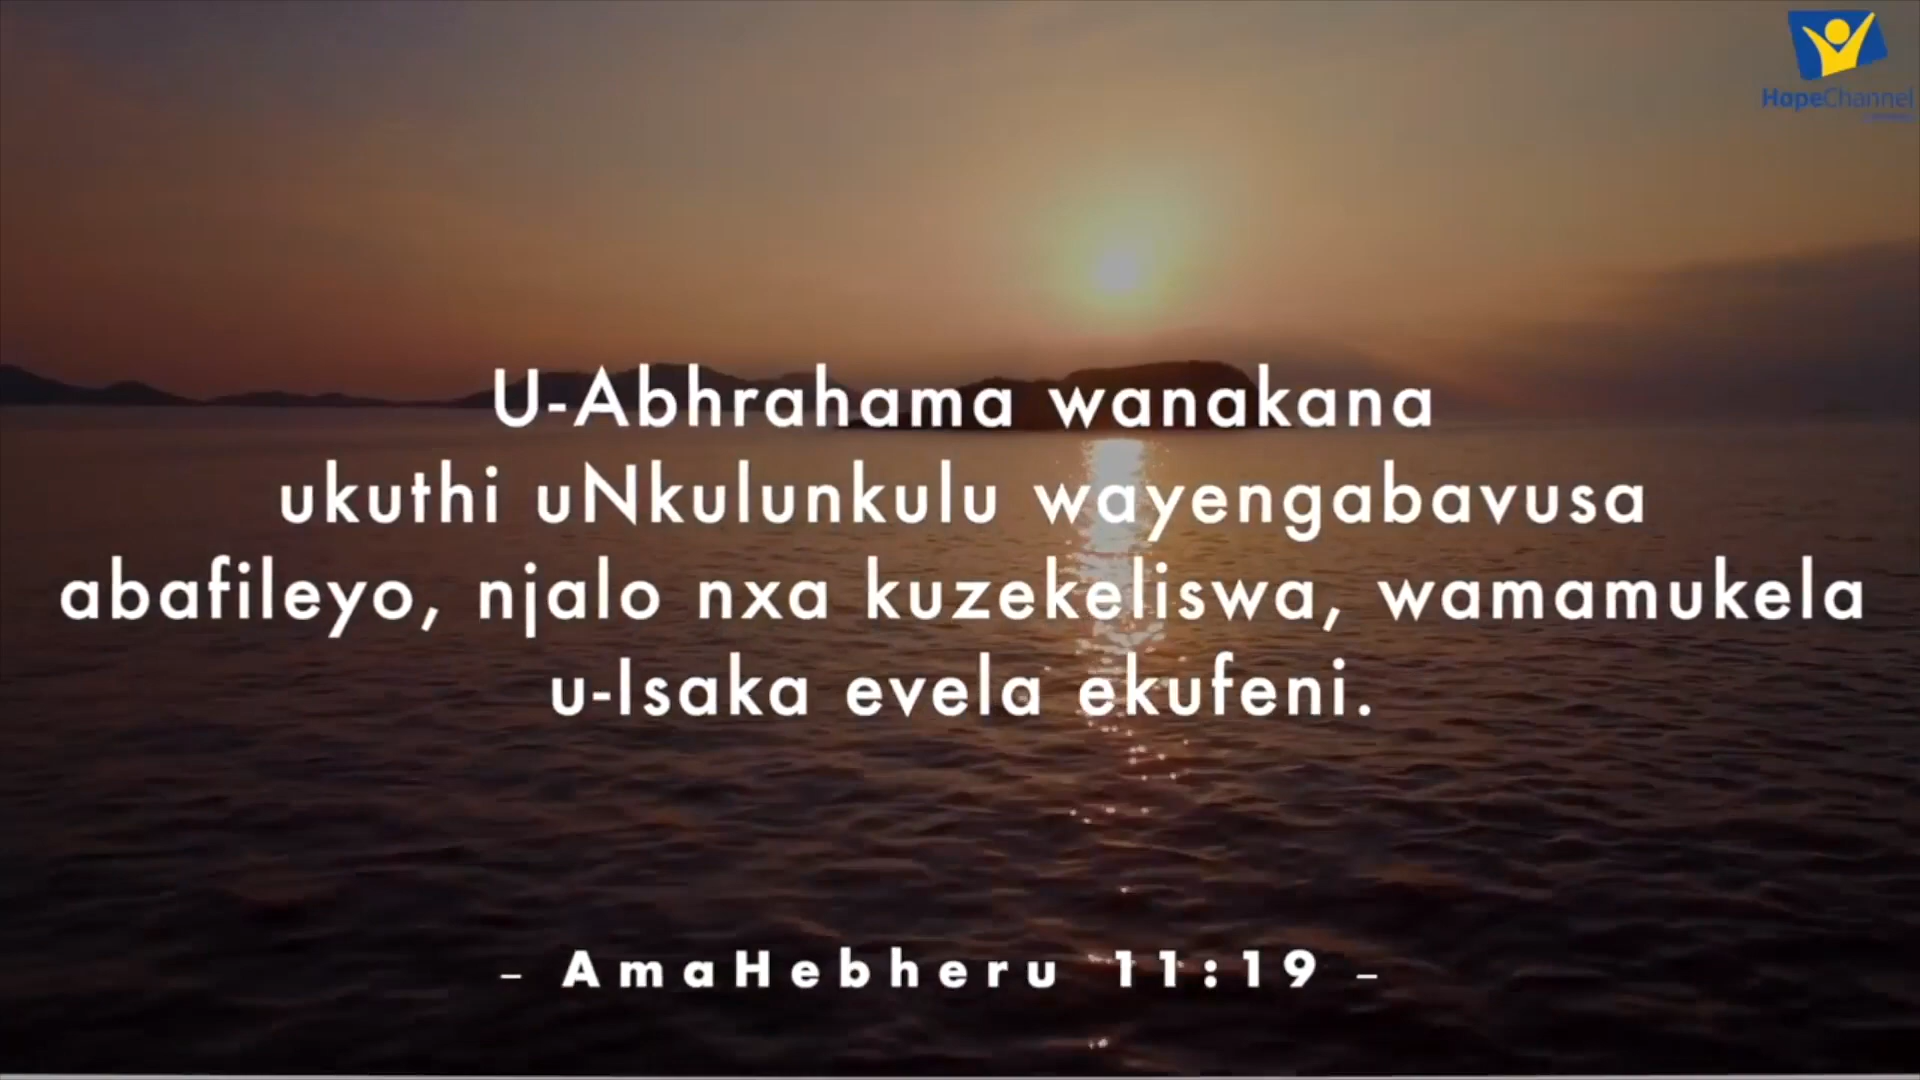 HopeChannel
U-Abhrahama wanakana
ukuthi uNkulunkulu wayengabavusa
abafileyo, njalo nxa kuzekeliswa, wamamukela
u-Isaka evela ekufeni.
– AmaHebheru 11:19 –